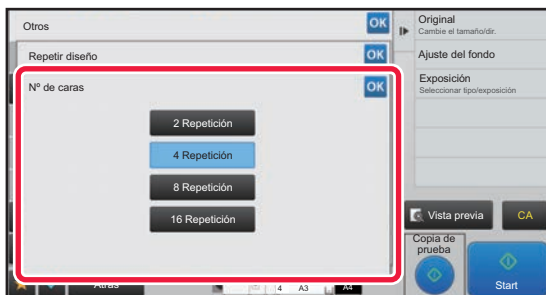 Otros
OK
Repetir diseño
OK
Nº de caras
OK
2 Repetición
4 Repetición
8 Repetición
16 Repetición
Original
Cambie el tamaño/dir.
Ajuste del fondo
Exposición
Seleccionar tipo/exposición
Vista previa
CA
Copia de
prueba
Start
Atrás
4
A3
A4